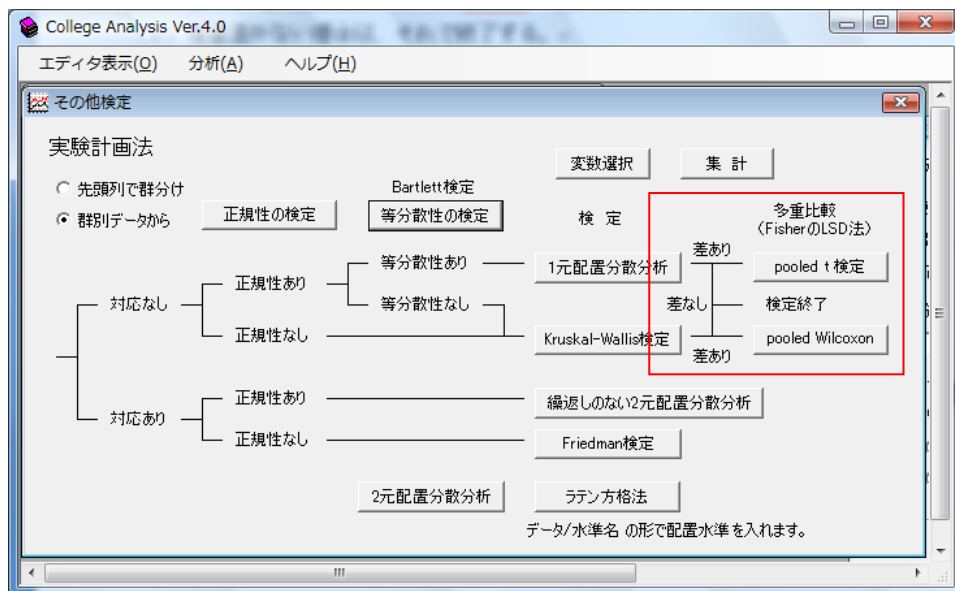 College Analysis Ver.4.0
エディタ表示(O) 分析(A) ヘルプ(H)
その他検定
実験計画法
変数選択 集 計
先頭列で群分け
群別データから
正規性の検定
Bartlett検定
等分散性の検定
検 定
多重比較
(FisherのLSD法)
等分散性あり
1元配置分散分析
差あり
pooled t 検定
正規性あり
対応なし
等分散性なし
差なし
検定終了
正規性なし
Kruskal-Wallis検定
差あり
pooled Wilcoxon
正規性あり
繰返しのない2元配置分散分析
対応あり
正規性なし
Friedman検定
2元配置分散分析
ラテン方格法
データ/水準名 の形で配置水準を入れます。